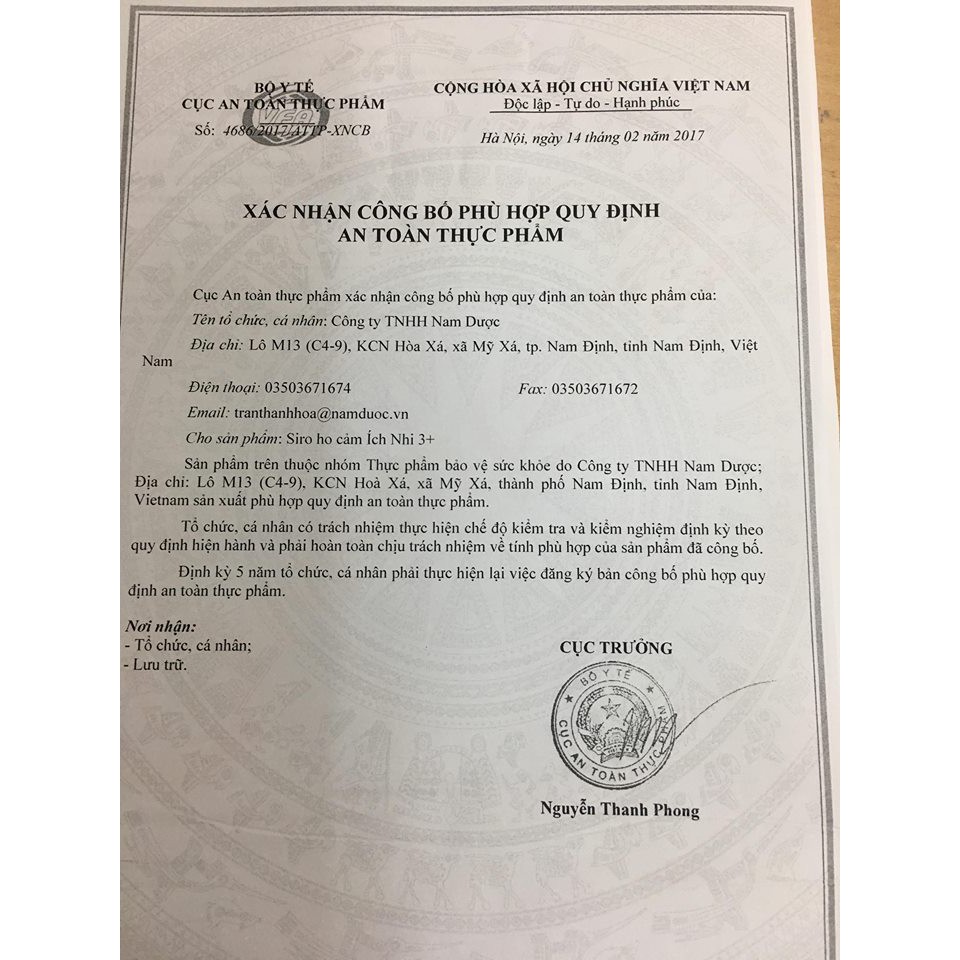 BỘ Y TẾ
CỤC AN TOÀN THỰC PHẨM
VFA
Số: 4686/2017/ATTP-XNCB
CỘNG HÒA XÃ HỘI CHỦ NGHĨA VIỆT NAM
Độc lập - Tự do - Hạnh phúc
Hà Nội, ngày 14 tháng 02 năm 2017
XÁC NHẬN CÔNG BỐ PHÙ HỢP QUY ĐỊNH
AN TOÀN THỰC PHẨM
Cục An toàn thực phẩm xác nhận công bố phù hợp quy định an toàn thực phẩm của:
Tên tổ chức, cá nhân: Công ty TNHH Nam Dược
Địa chỉ: Lô M13 (C4-9), KCN Hòa Xá, xã Mỹ Xá, tp. Nam Định, tỉnh Nam Định, Việt
Nam
Điện thoại: 03503671674 Fax: 03503671672
Email: tranthanhhoa@namduoc.vn
Cho sản phẩm: Siro ho cảm Ích Nhi 3+
Sản phẩm trên thuộc nhóm Thực phẩm bảo vệ sức khỏe do Công ty TNHH Nam Dược;
Địa chỉ: Lô M13 (C4-9), KCN Hoà Xá, xã Mỹ Xá, thành phố Nam Định, tỉnh Nam Định,
Vietnam sản xuất phù hợp quy định an toàn thực phẩm.
Tổ chức, cá nhân có trách nhiệm thực hiện chế độ kiểm tra và kiểm nghiệm định kỳ theo
quy định hiện hành và phải hoàn toàn chịu trách nhiệm về tính phù hợp của sản phẩm đã công bố.
Định kỳ 5 năm tổ chức, cá nhân phải thực hiện lại việc đăng ký bản công bố phù hợp quy
định an toàn thực phẩm.
Nơi nhận:
- Tổ chức, cá nhân;
- Lưu trữ.
CỤC TRƯỞNG
BỘ Y TẾ
CỤC AN TOÀN THỰC PHẨM
Nguyễn Thanh Phong